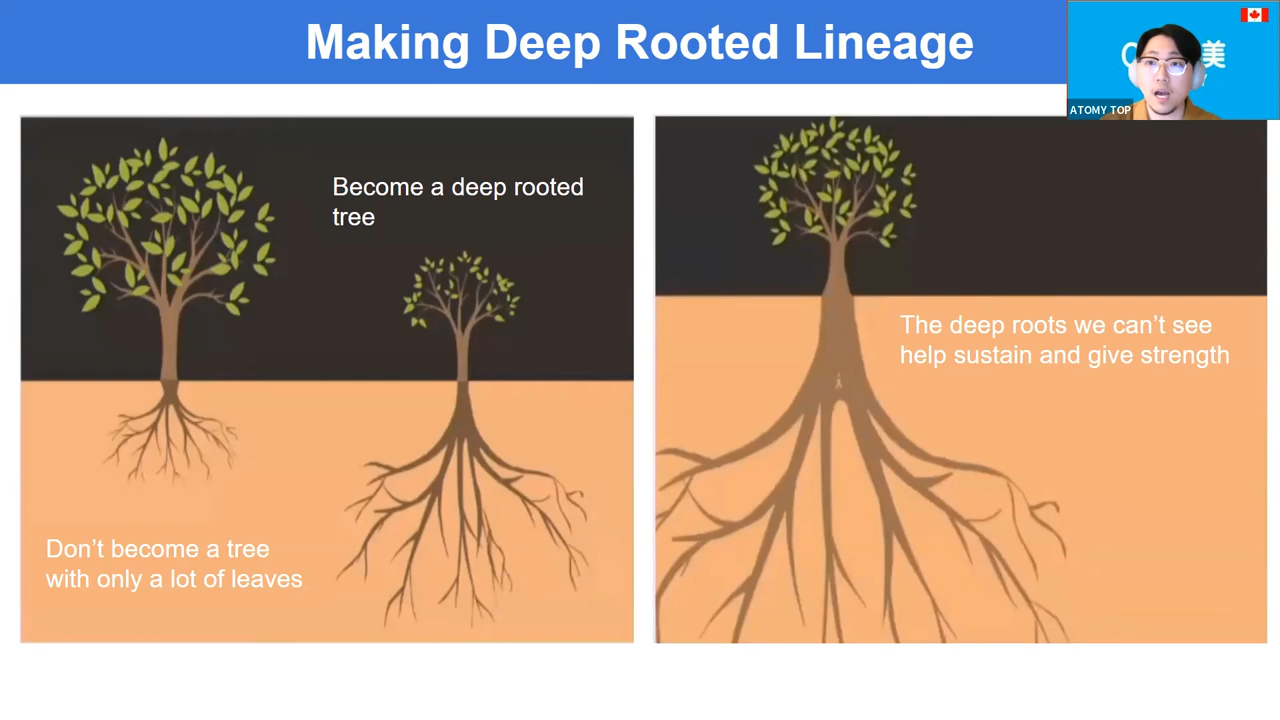 Making Deep Rooted Lineage
美
ATOMY TOP
Become a deep rooted
tree
Don’t become a tree
with only a lot of leaves
The deep roots we can’t see
help sustain and give strength